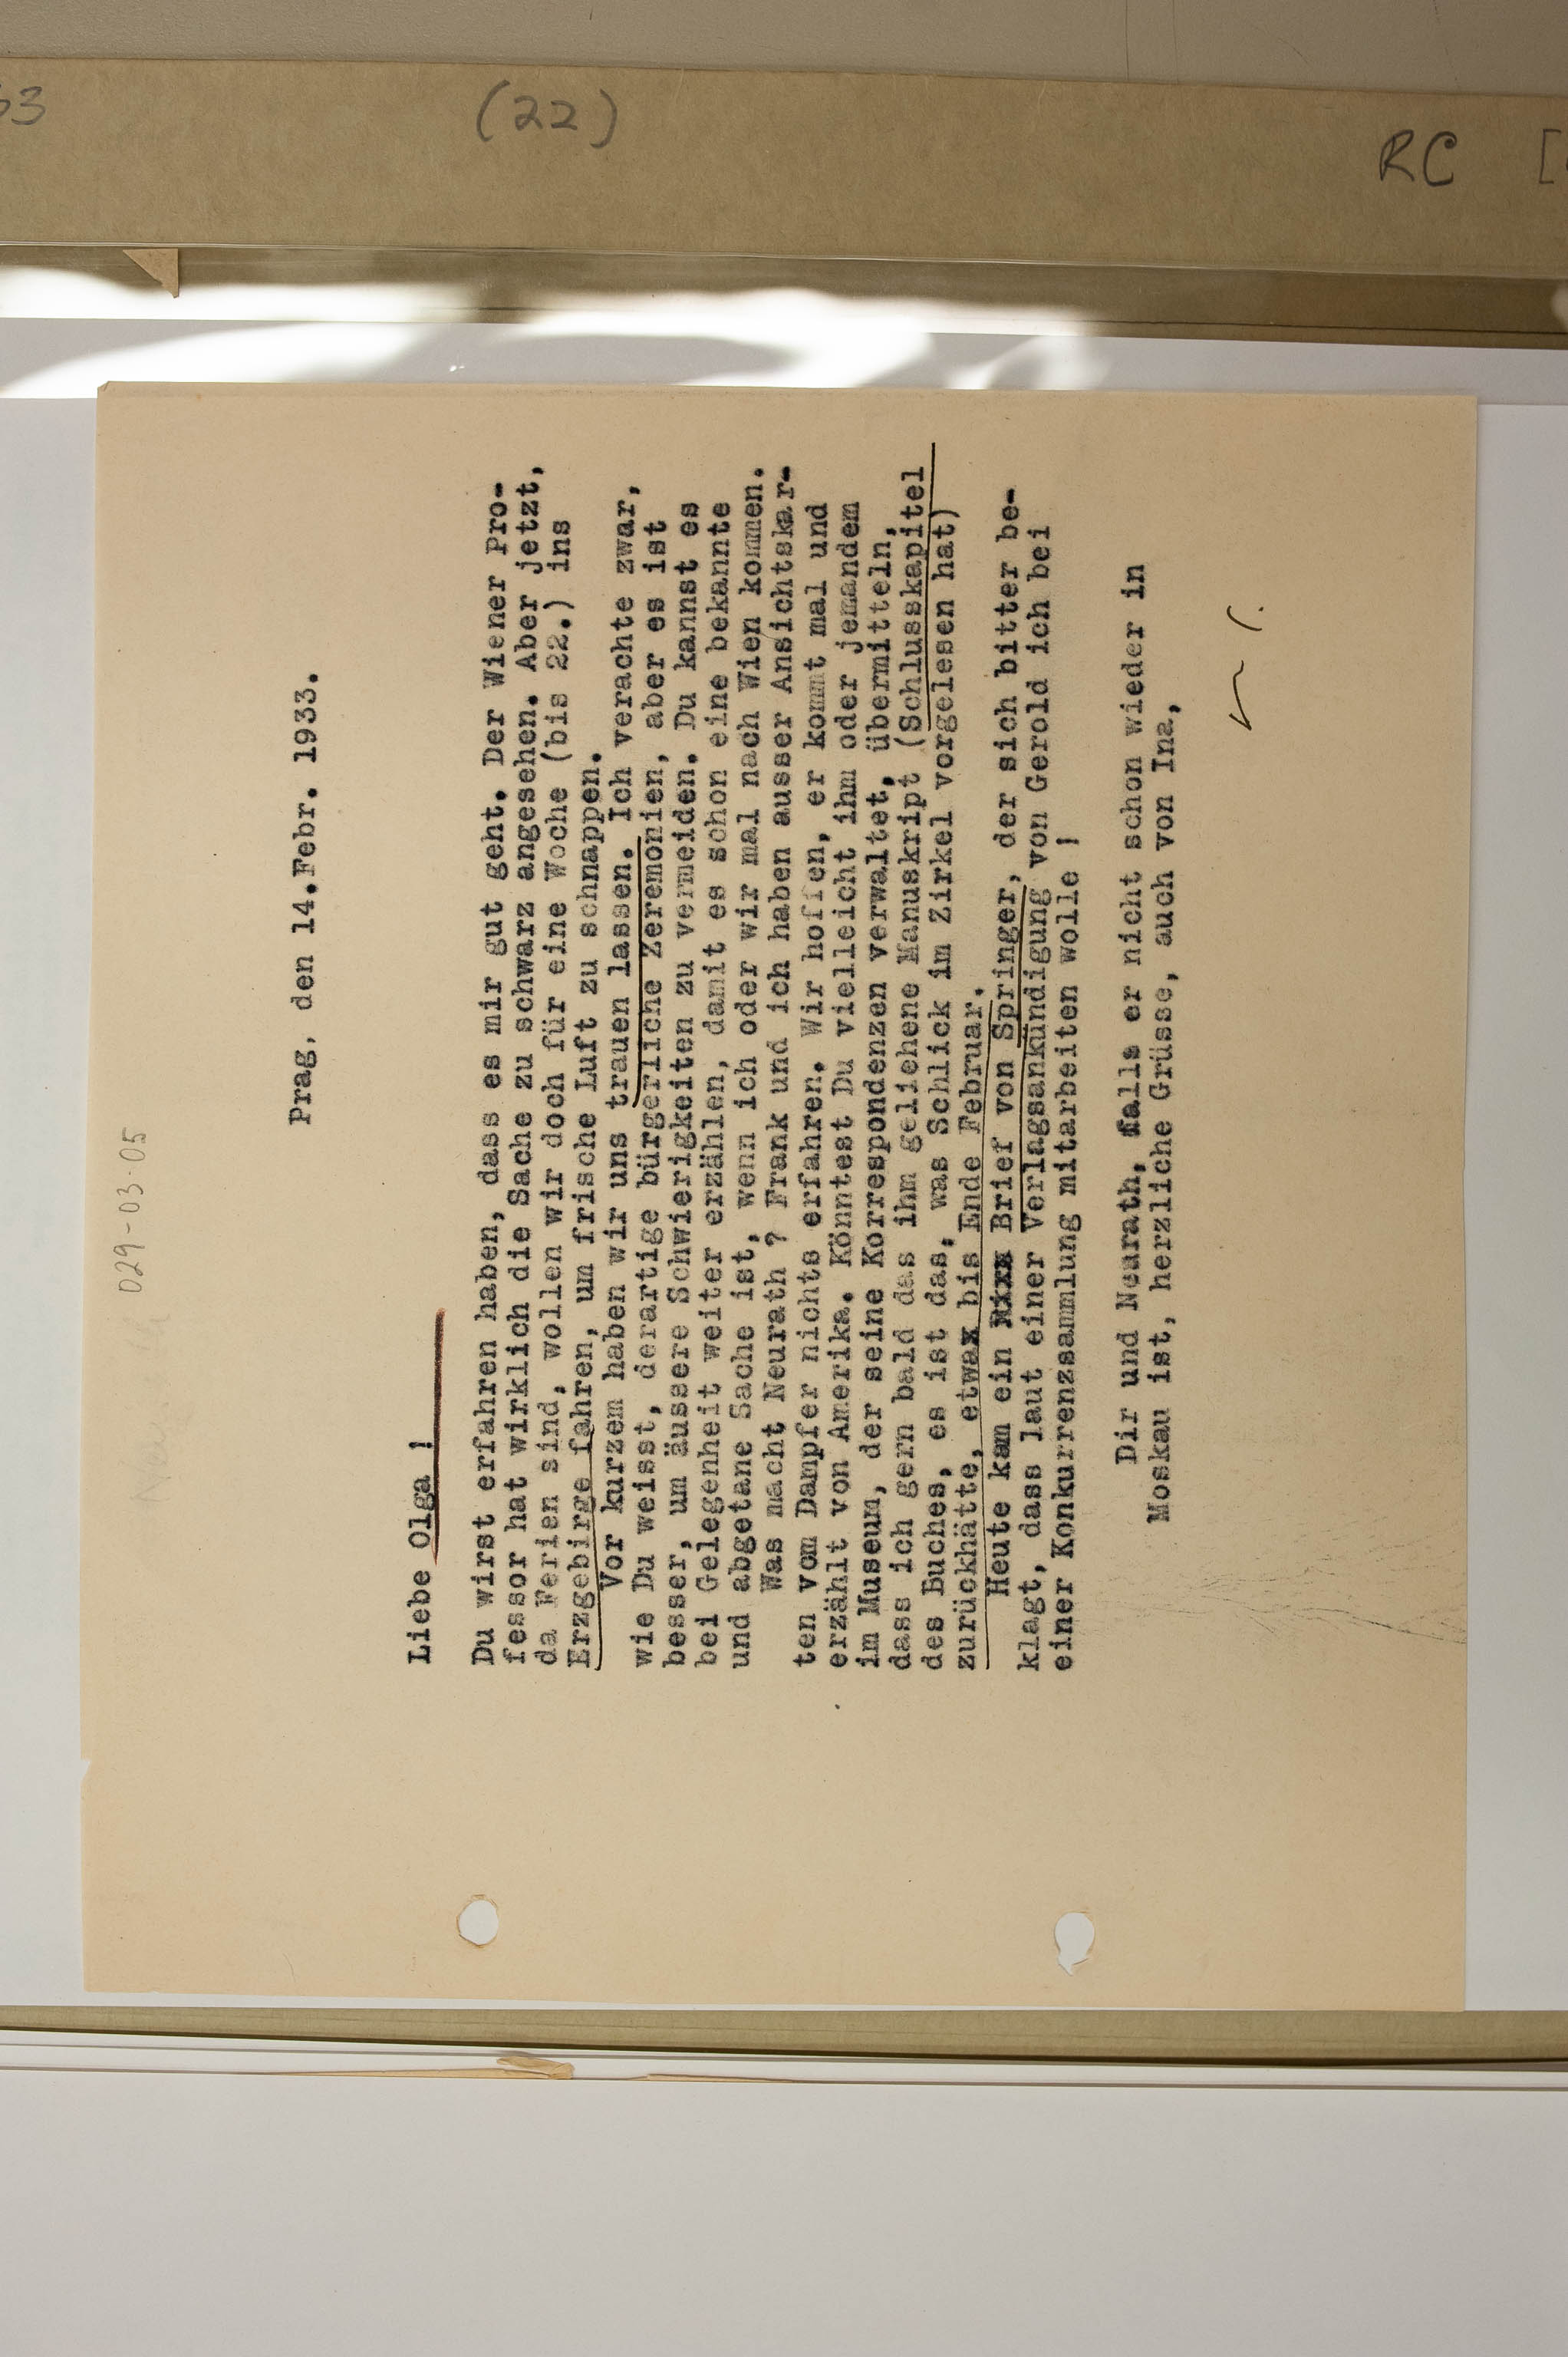 33
(22)
RC [
029-03-05
Prag, den 14.Febr. 1933.
Liebe Olga !
Du wirst erfahren haben, dass es mir gut geht. Der Wiener Pro-
fessor hat wirklich die Sache zu schwarz angesehen. Aber jetzt,
da Ferien sind, wollen wir doch für eine Woche (bis 22.) ins
Erzgebirge fahren, um frische Luft zu schnappen.
Vor kurzem haben wir uns trauen lassen. Ich verachte zwar,
wie Du weisst, derartige bürgerliche Zeremonien, aber es ist
besser, um äussere Schwierigkeiten zu vermeiden. Du kannst es
bei Gelegenheit weiter erzählen, damit es schon eine bekannte
und abgetane Sache ist, wenn ich oder wir mal nach Wien kommen.
Was macht Neurath ? Frank und ich haben ausser Ansichtskar-
ten vom Dampfer nichts erfahren. Wir hoffen, er kommt mal und
erzählt von Amerika. Könntest Du vielleicht ihm oder jemandem
im Museum, der seine Korrespondenzen verwaltet, übermitteln,
dass ich gern bald das ihm geliehene Manuskript (Schlusskapitel
des Buches, es ist das, was Schlick im Zirkel vorgelesen hat)
zurückhätte, etwax bis Ende Februar.
Heute kam ein Brief von Springer, der sich bitter be-
klagt, dass laut einer Verlagsankündigung von Gerold ich bei
einer Konkurrenzsammlung mitarbeiten wolle !
Dir und Nearath, falls er nicht schon wieder in
Moskau ist, herzliche Grüsse, auch von Ina,